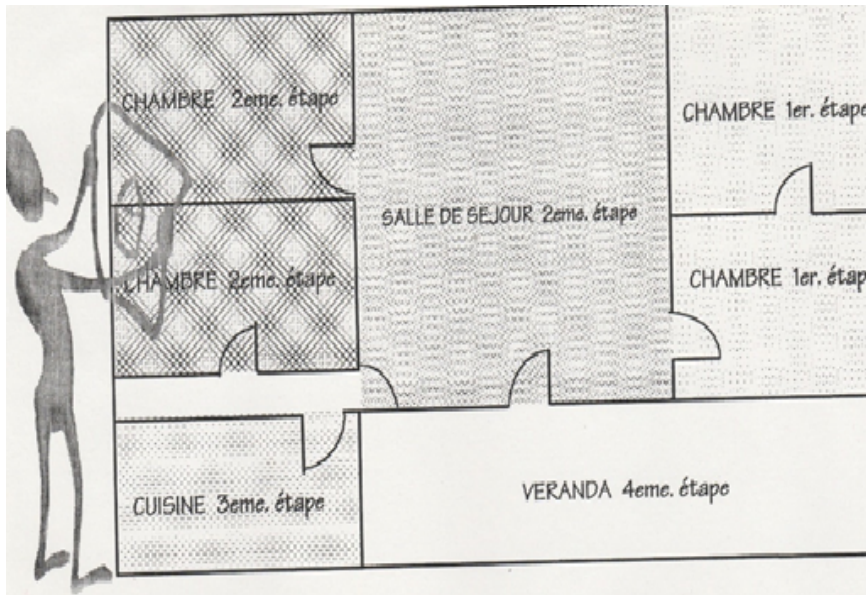 CHAMBRE 2eme. étape
CHAMBRE 1er. étape
SALLE DE SEJOUR 2eme. étape
CHAMBRE 2eme. étape
CHAMBRE 1er. étap
CUISINE 3eme. étape
VERANDA 4eme. étape